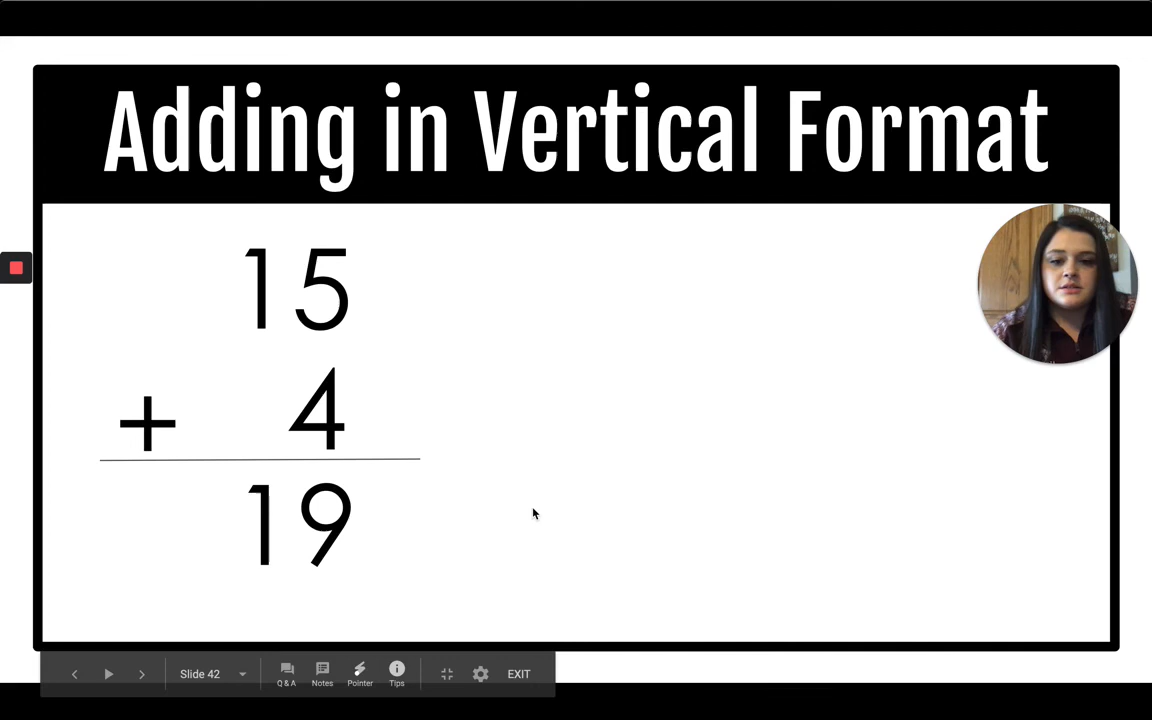 Adding in Vertical Format
15
+ 4
19
Slide 42
Q & A
Notes
Pointer
Tips
EXIT